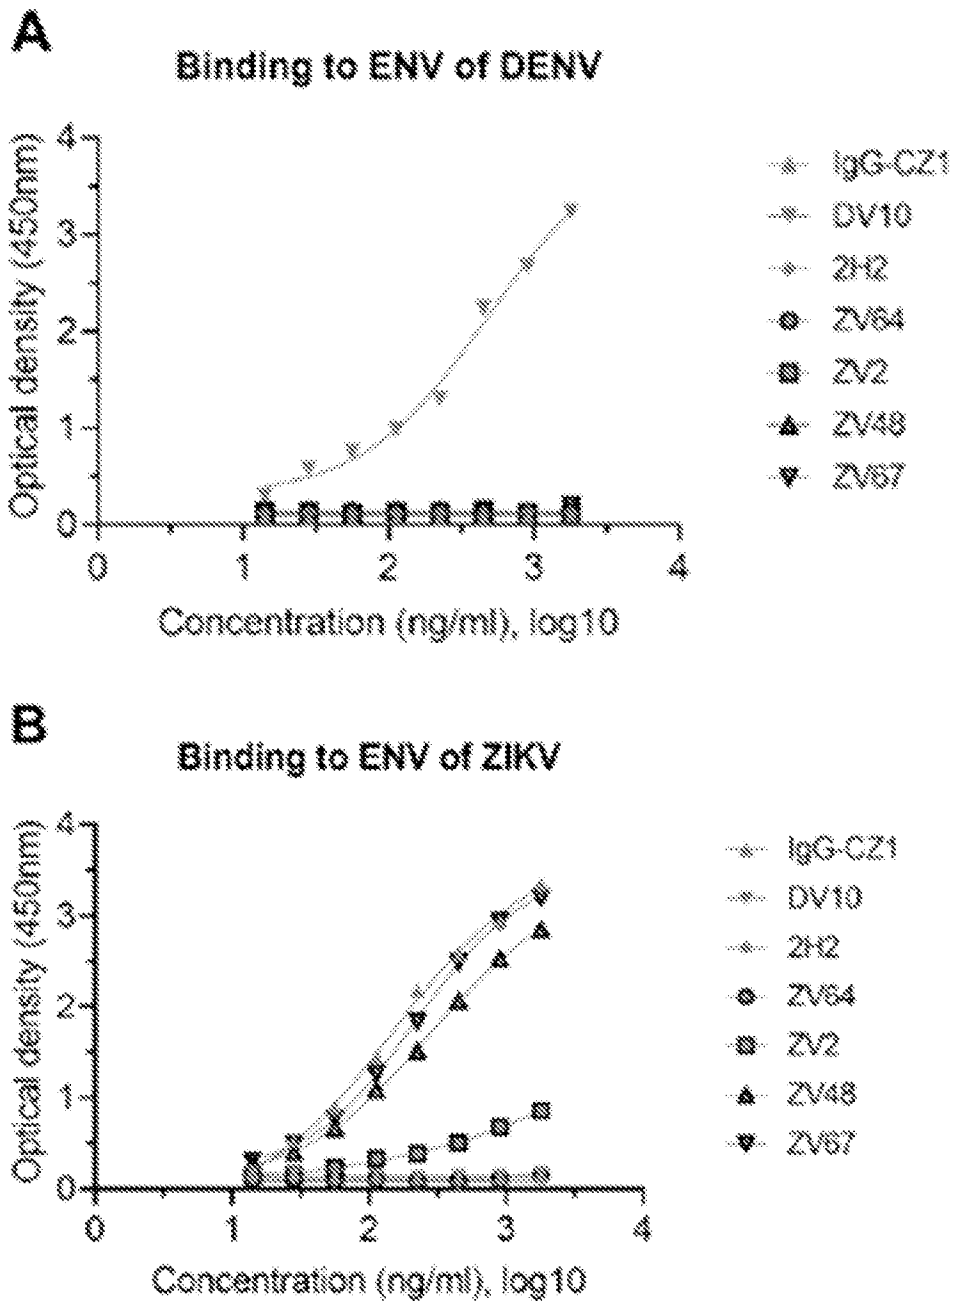 A
Binding to ENV of DENV
Optical density (450nm)
4
3
2
1
0
0 1 2 3 4
Concentration (ng/ml), log10
IgG-CZ1
DV10
2H2
ZV64
ZV2
ZV48
ZV67
B
Binding to ENV of ZIKV
Optical density (450nm)
4
3
2
1
0
0 1 2 3 4
Concentration (ng/ml), log10
IgG-CZ1
DV10
2H2
ZV64
ZV2
ZV48
ZV67